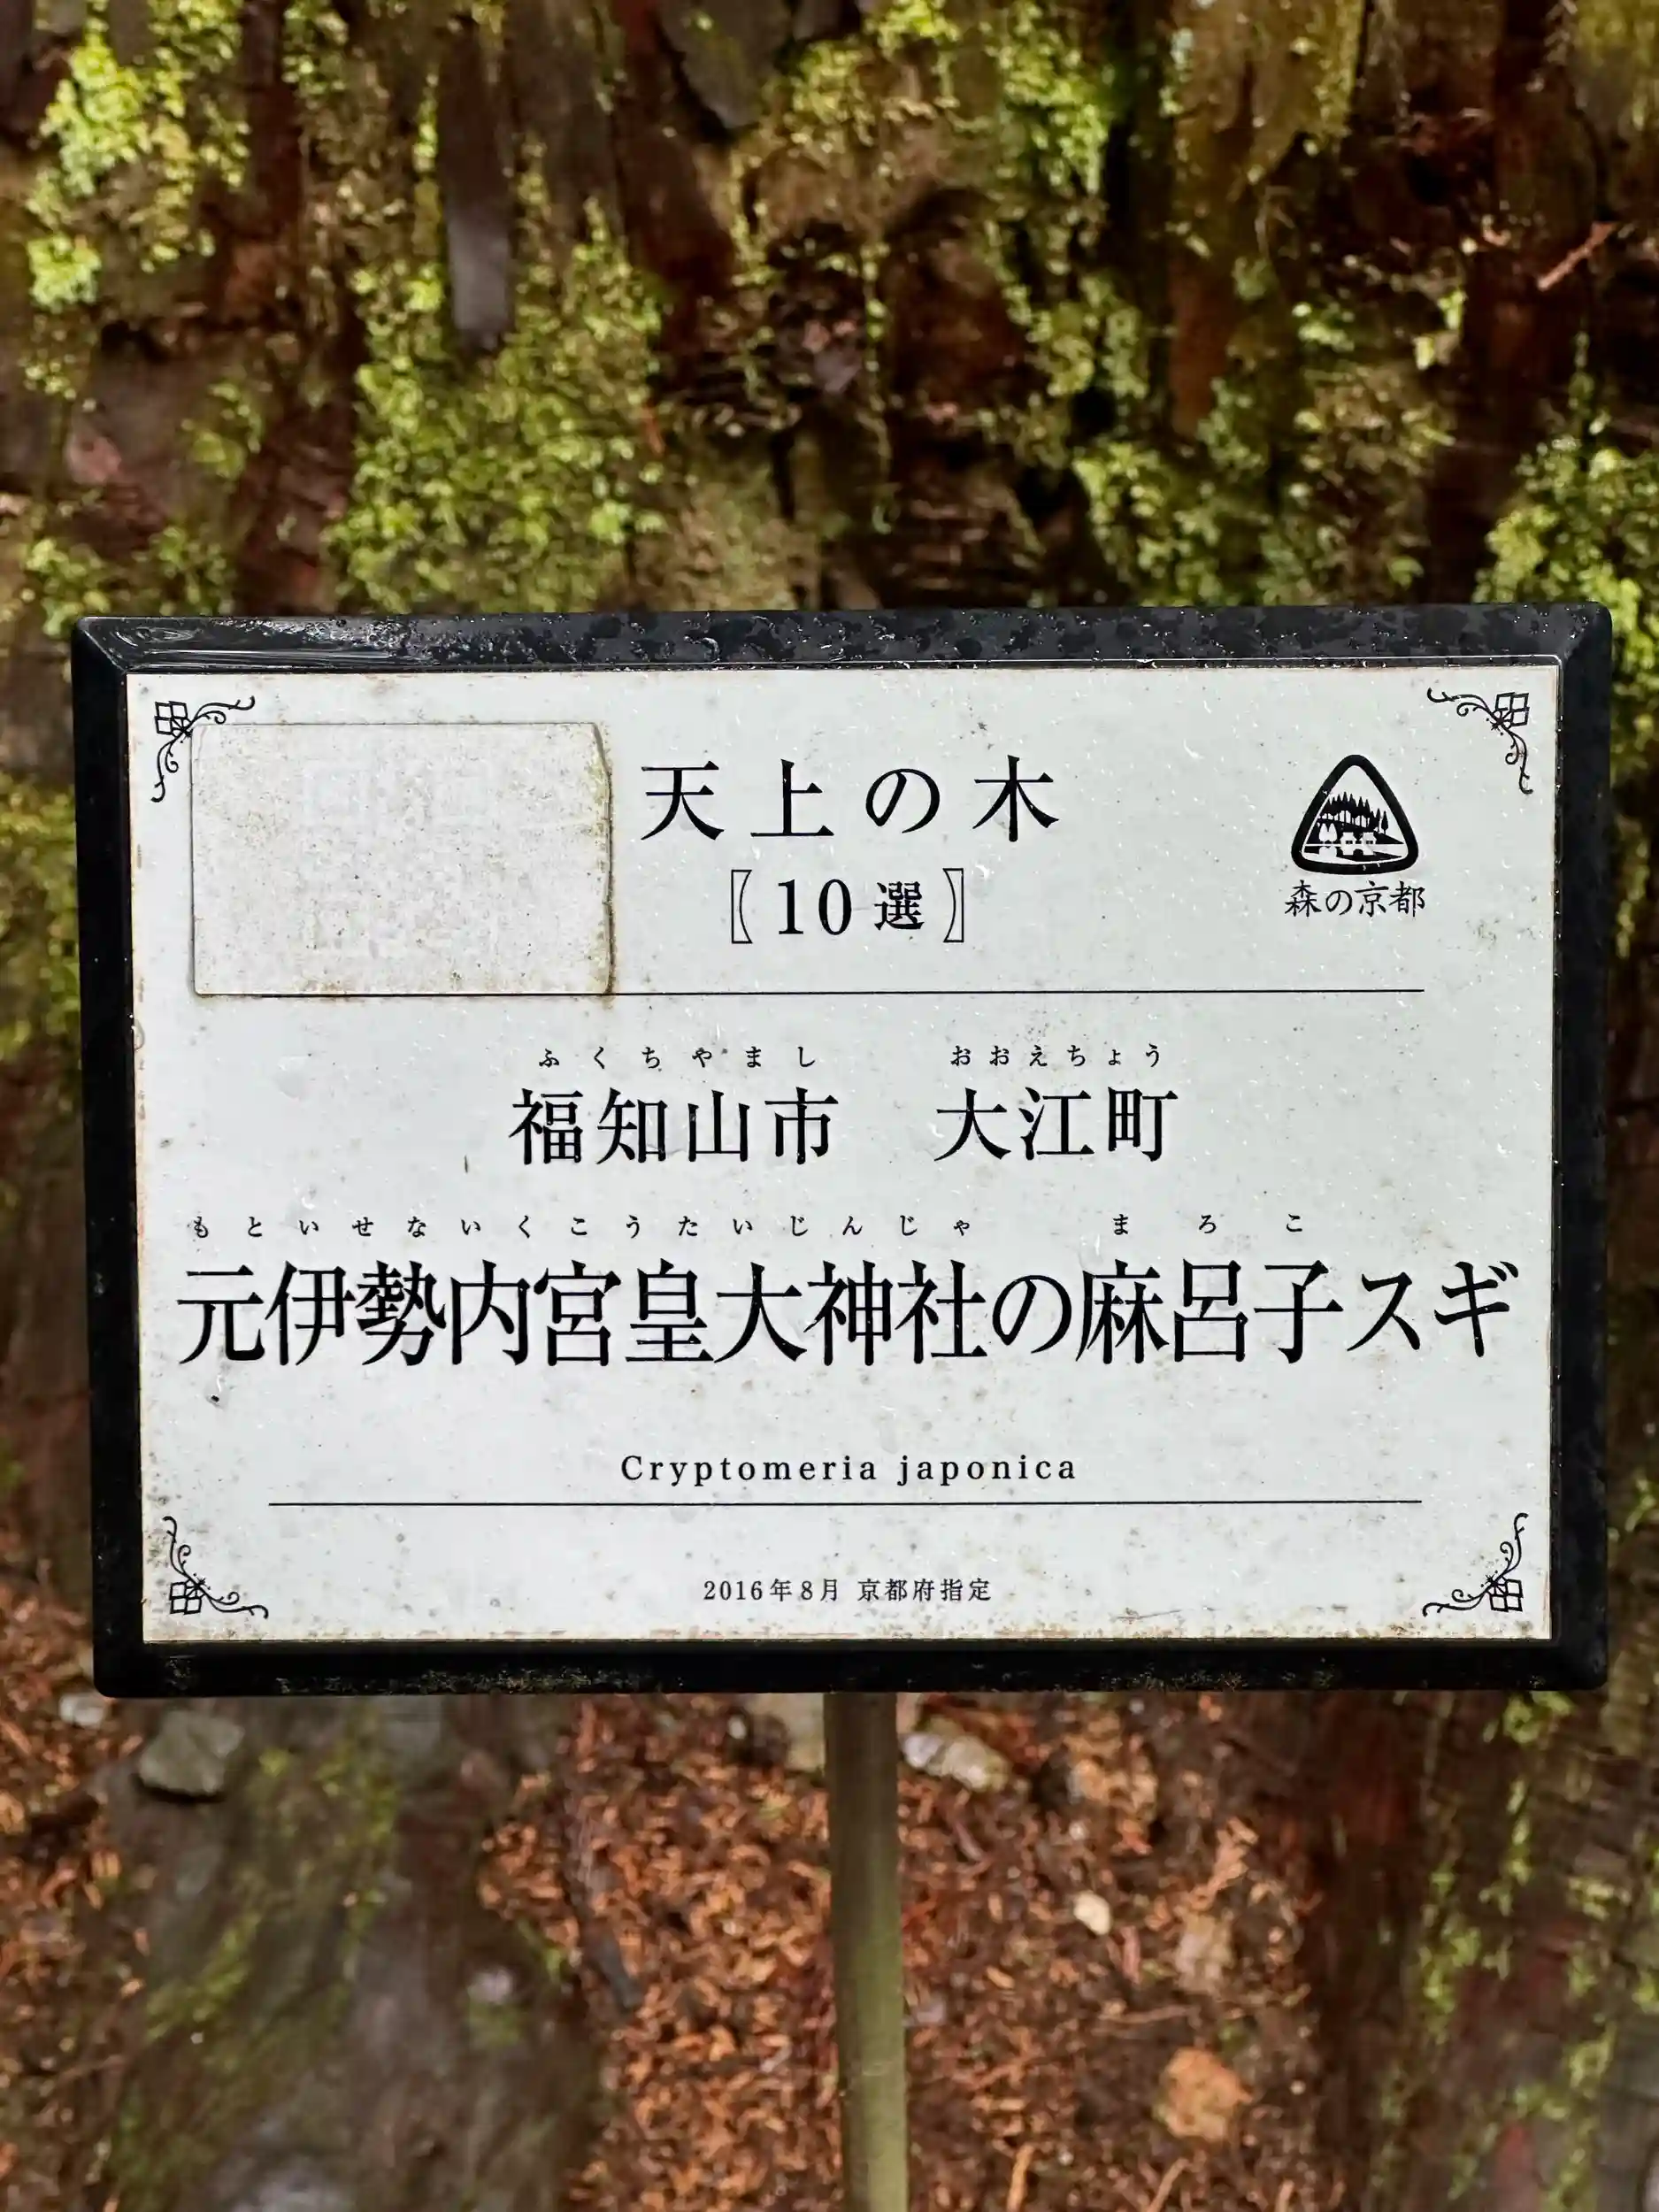 天上の木
〖10選〗
森の京都
ふくちやまし　おおえちょう
福知山市　大江町
もといせないくこうたいじんじゃ　まろこ
元伊勢内宮皇大神社の麻呂子スギ
Cryptomeria japonica
2016年8月 京都府指定